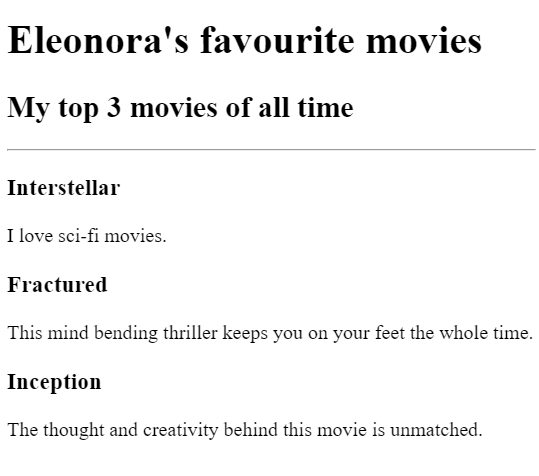 Eleonora's favourite movies
My top 3 movies of all time
Interstellar
I love sci-fi movies.
Fractured
This mind bending thriller keeps you on your feet the whole time.
Inception
The thought and creativity behind this movie is unmatched.